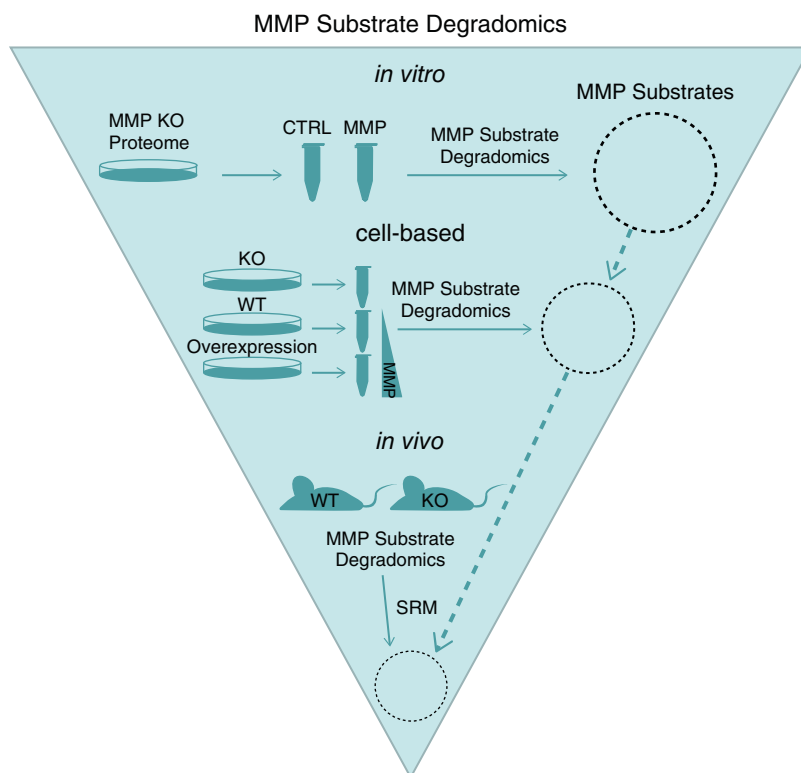 MMP Substrate Degradomics
in vitro
MMP Substrates
MMP KO
Proteome
CTRL
MMP
MMP Substrate
Degradomics
cell-based
KO
WT
Overexpression
MMP
MMP Substrate
Degradomics
in vivo
WT
KO
MMP Substrate
Degradomics
SRM